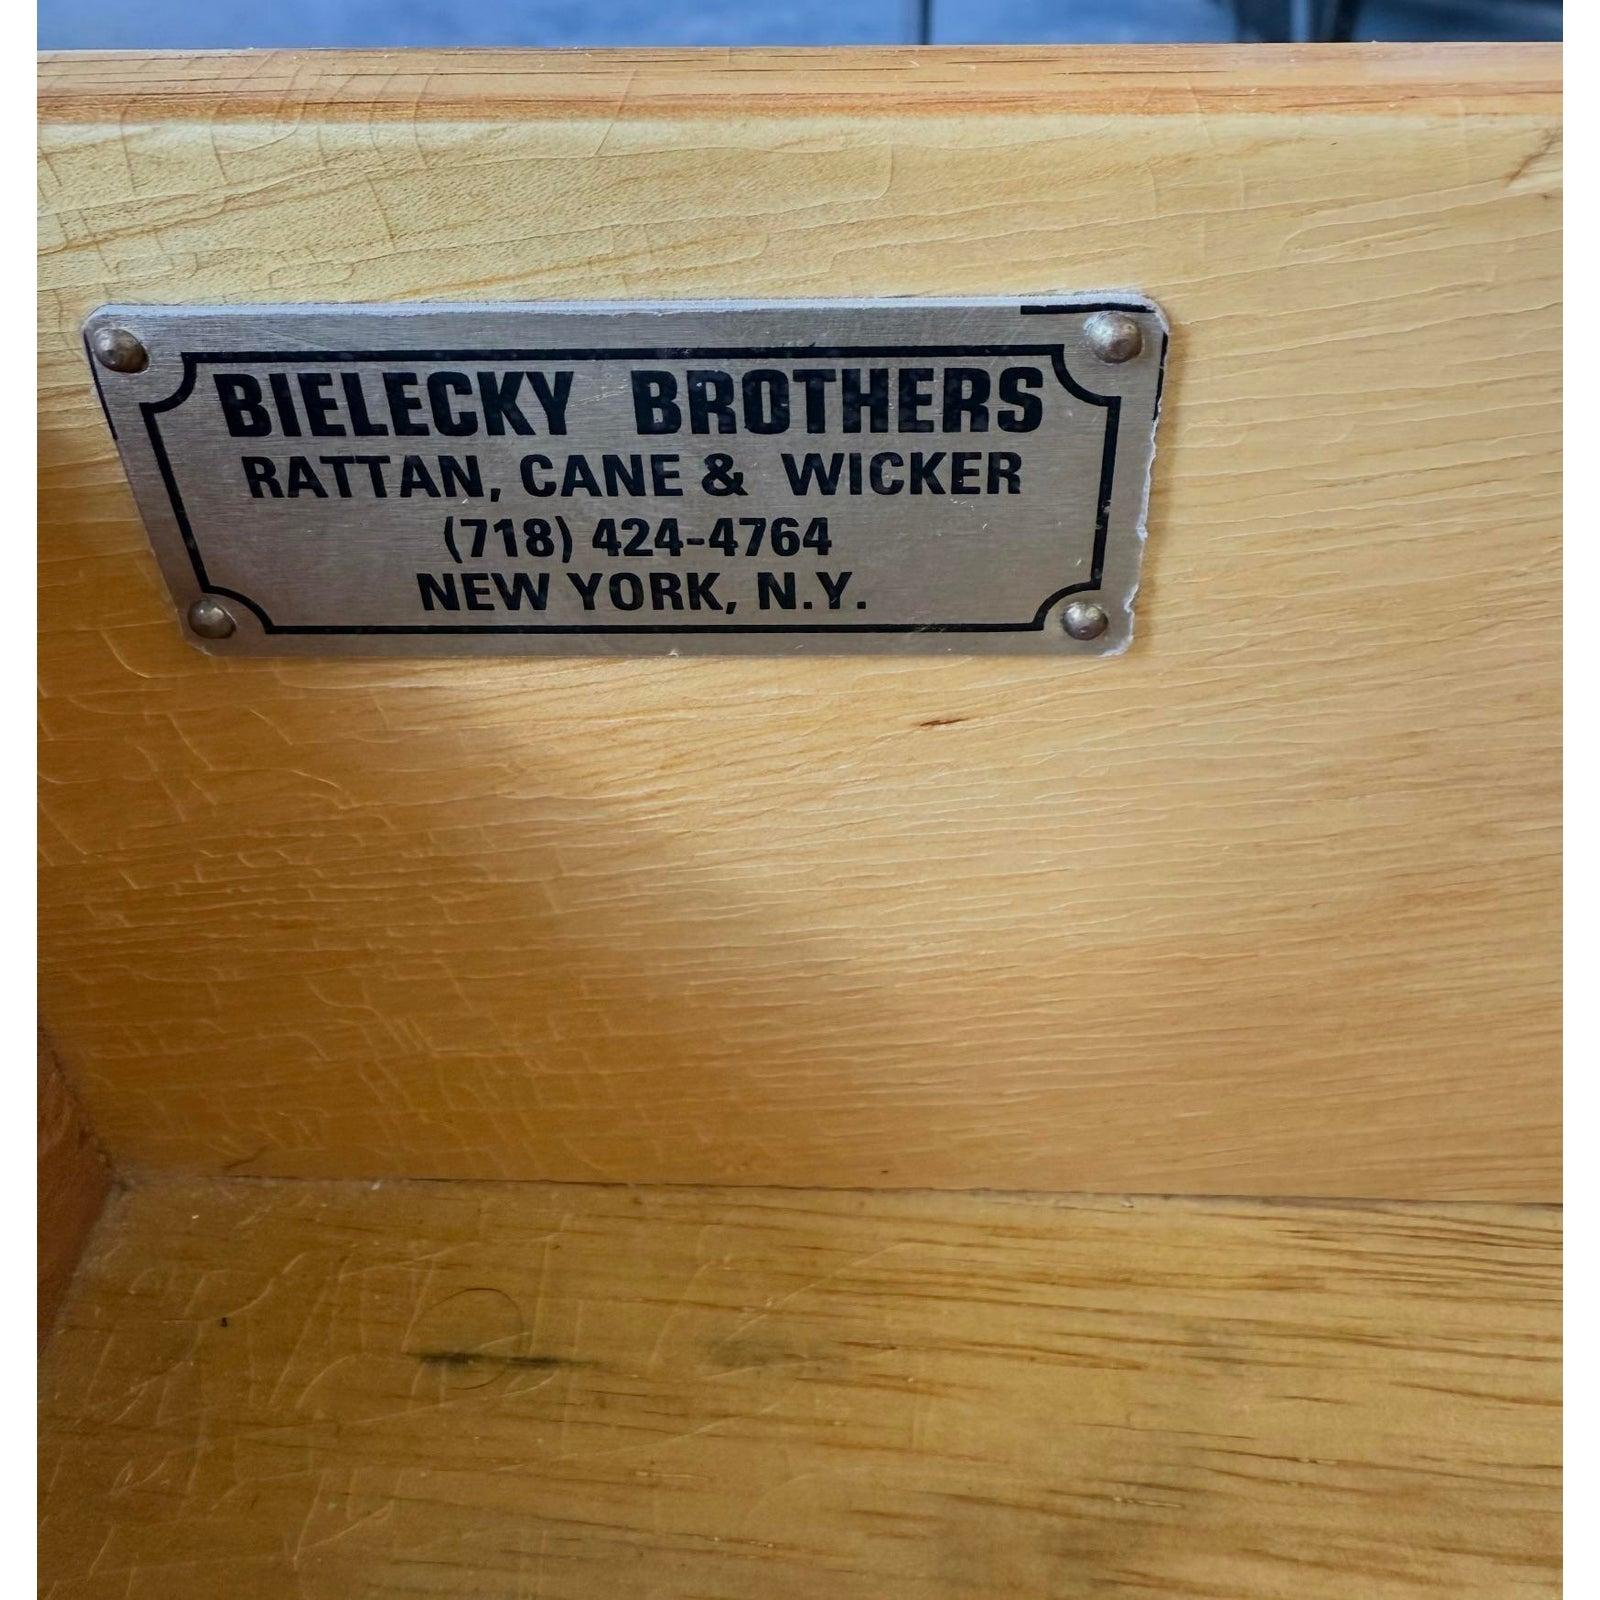 BIELECKY BROTHERS
RATTAN, CANE & WICKER
(718) 424-4764
NEW YORK, N.Y.